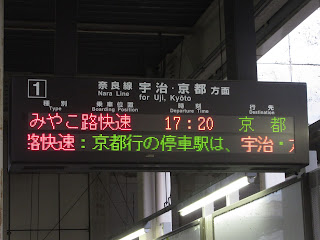 1 奈良線 宇治・京都 方面
Nara Line for Uji, Kyōto
種別 乗車位置 時刻 行先
Type Boarding Position Departure Time Destination
みやこ路快速 17:20 京都
路快速：京都行の停車駅は、宇治・